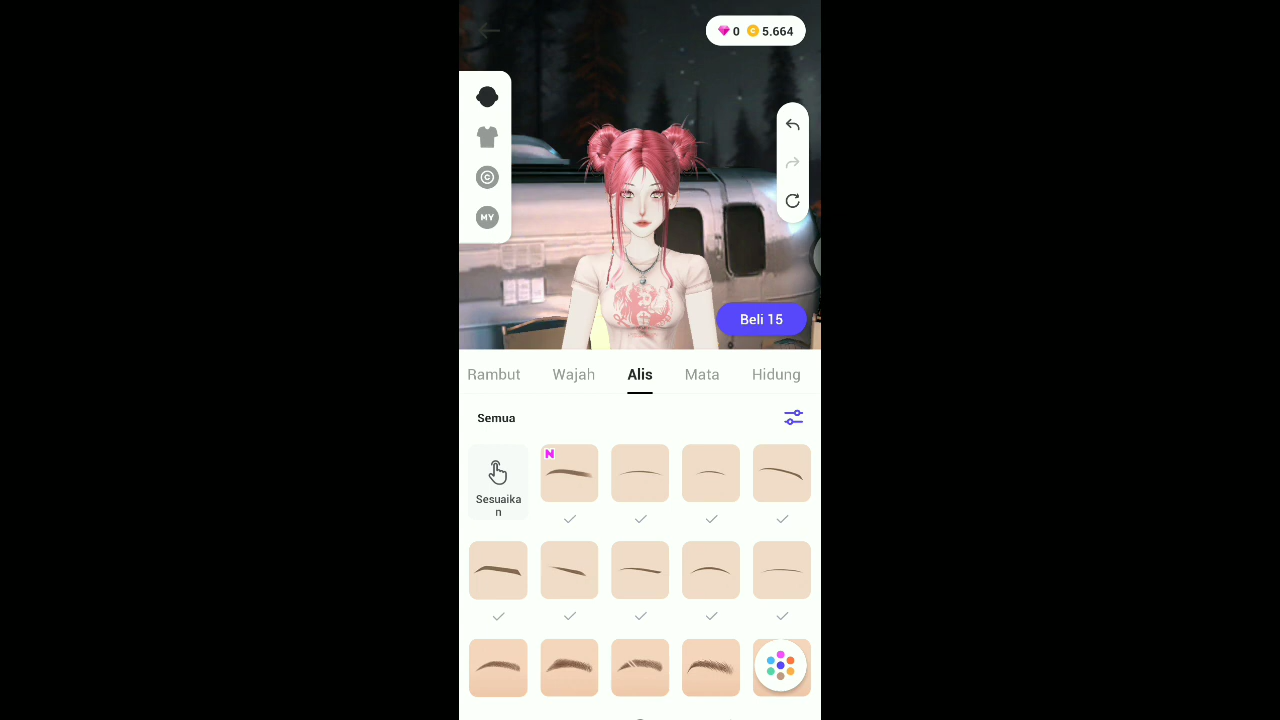 0 C 5.664
C
MY
Beli 15
Rambut Wajah Alis Mata Hidung
Semua
N
Sesuaika
n